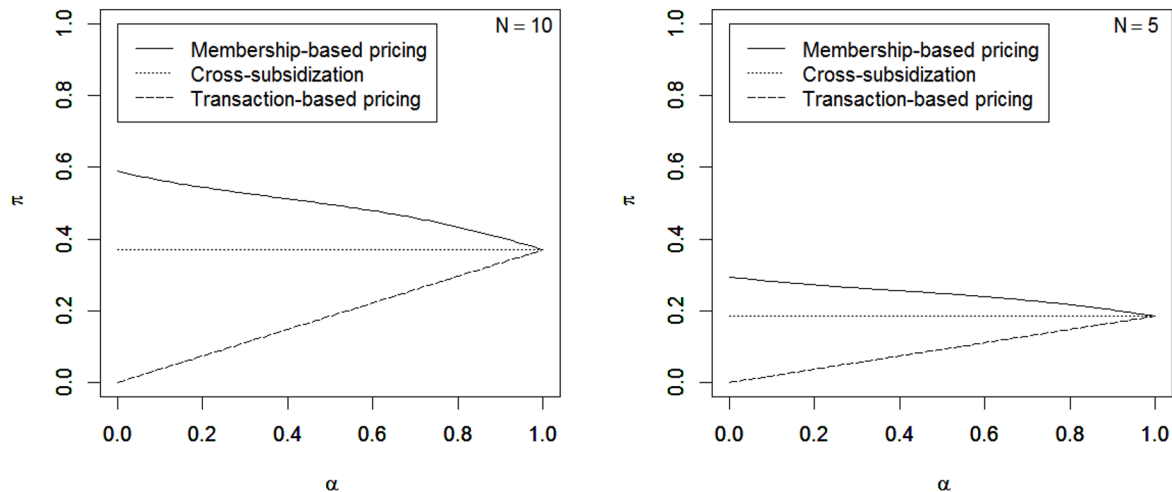 N = 10
Membership-based pricing
Cross-subsidization
Transaction-based pricing
1.0
0.8
0.6
0.4
0.2
0.0
π
0.0 0.2 0.4 0.6 0.8 1.0
α
N = 5
Membership-based pricing
Cross-subsidization
Transaction-based pricing
1.0
0.8
0.6
0.4
0.2
0.0
π
0.0 0.2 0.4 0.6 0.8 1.0
α